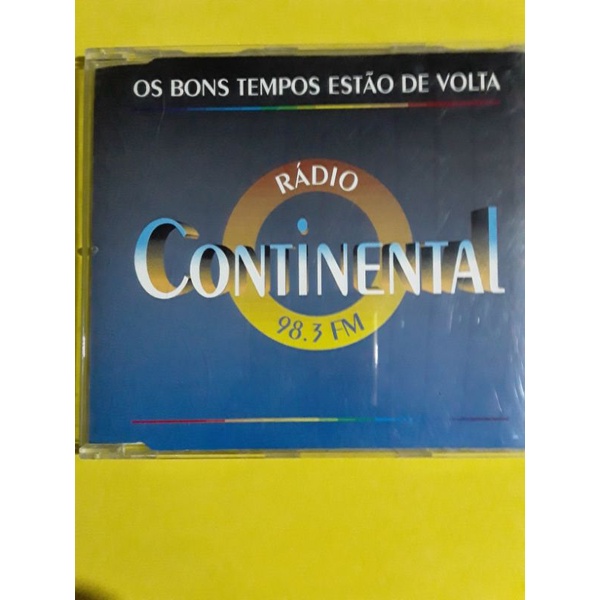 OS BONS TEMPOS ESTÃO DE VOLTA
RÁDIO
CONTINENTAL
98.3 FM